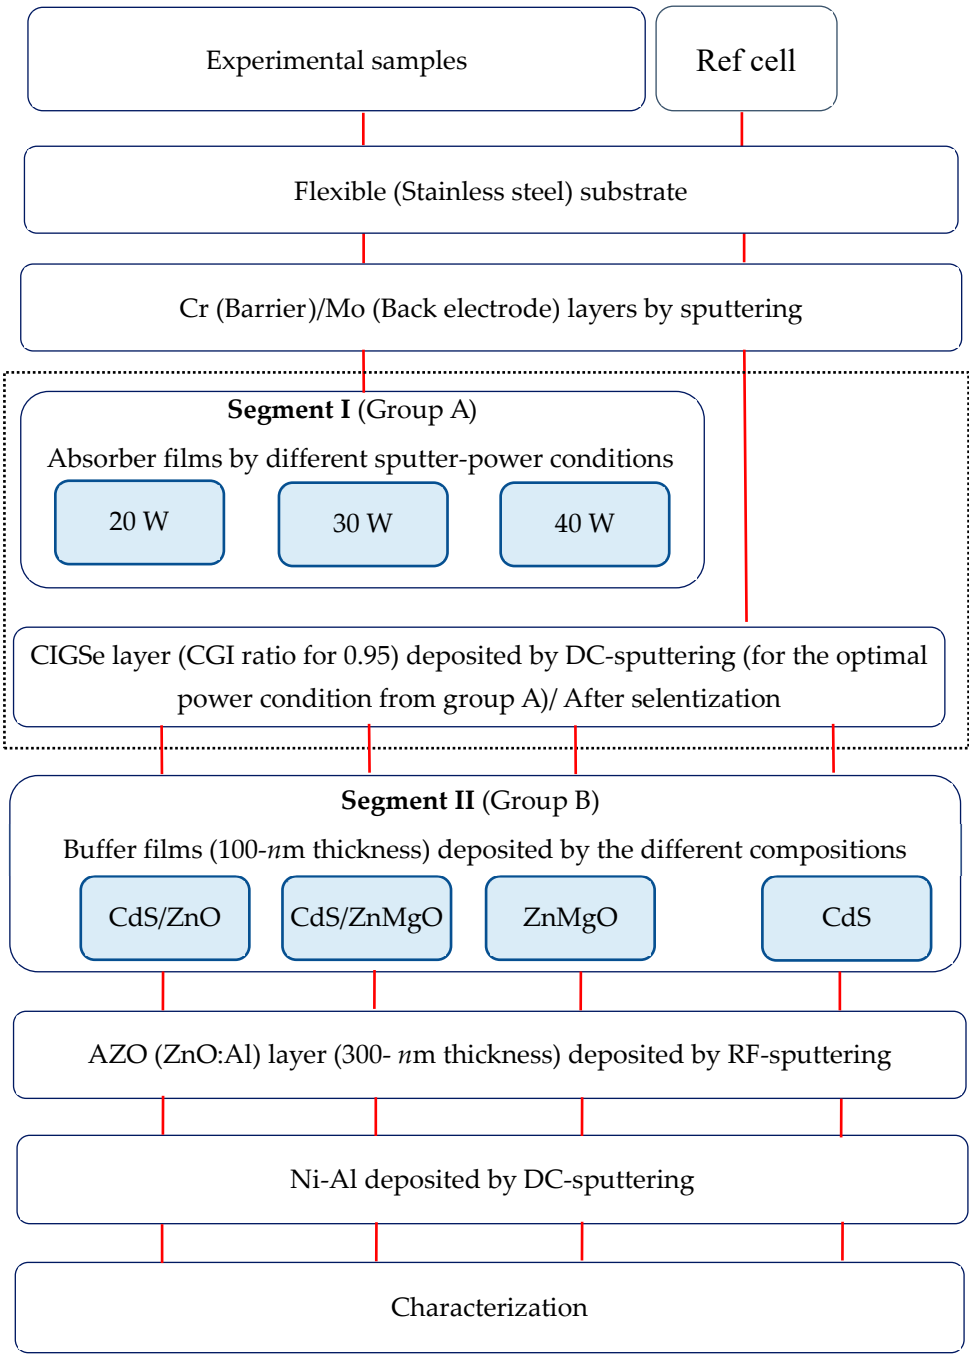 Experimental samples
Ref cell
Flexible (Stainless steel) substrate
Cr (Barrier)/Mo (Back electrode) layers by sputtering
Segment I (Group A)
Absorber films by different sputter-power conditions
20 W
30 W
40 W
CIGSe layer (CGI ratio for 0.95) deposited by DC-sputtering (for the optimal
power condition from group A)/ After selentization
Segment II (Group B)
Buffer films (100-nm thickness) deposited by the different compositions
CdS/ZnO
CdS/ZnMgO
ZnMgO
CdS
AZO (ZnO:Al) layer (300- nm thickness) deposited by RF-sputtering
Ni-Al deposited by DC-sputtering
Characterization